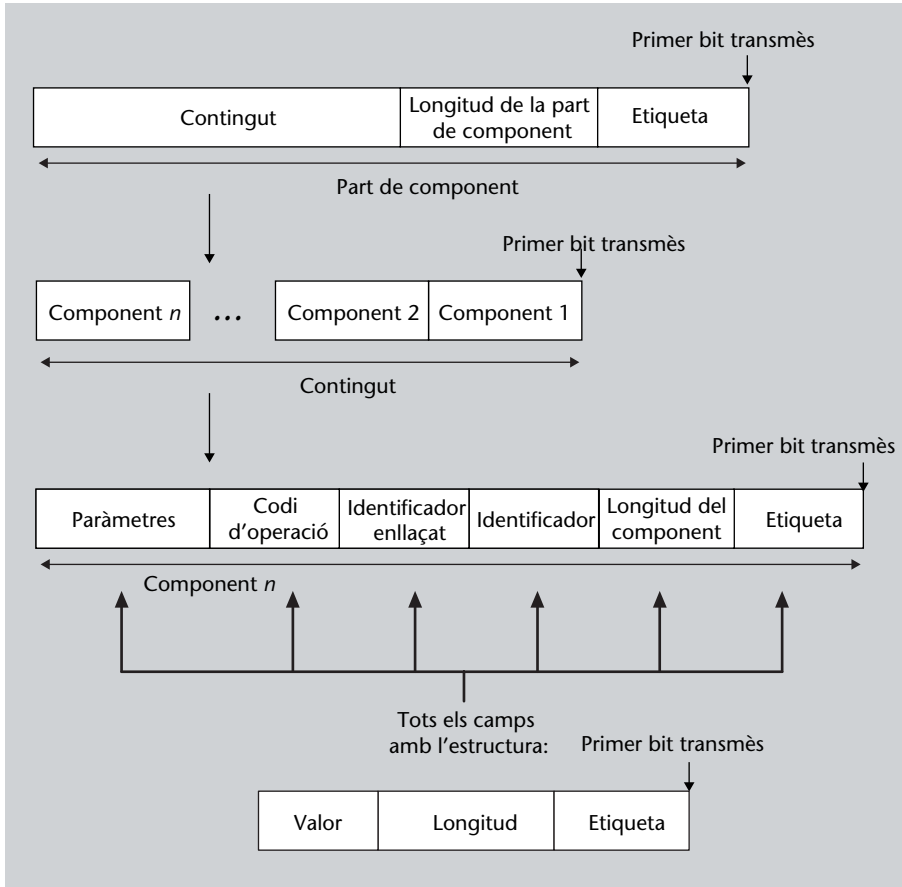 Primer bit transmès
Contingut
Longitud de la part
de component
Etiqueta
Part de component
Primer bit transmès
Component n
...
Component 2
Component 1
Contingut
Primer bit transmès
Paràmetres
Codi
d'operació
Identificador
enllaçat
Identificador
Longitud del
component
Etiqueta
Component n
Tots els camps
amb l'estructura:
Primer bit transmès
Valor
Longitud
Etiqueta